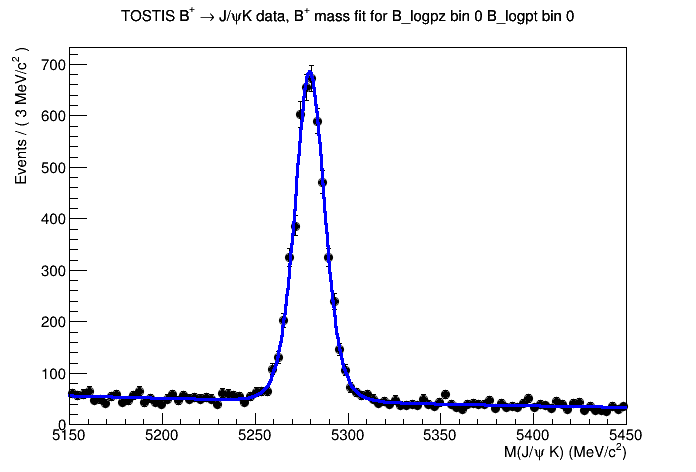 TOSTIS B⁺ → J/ψK data, B⁺ mass fit for B_logpz bin 0 B_logpt bin 0
Events / ( 3 MeV/c² )
700
600
500
400
300
200
100
0
5150 5200 5250 5300 5350 5400 5450
M(J/ψ K) (MeV/c²)